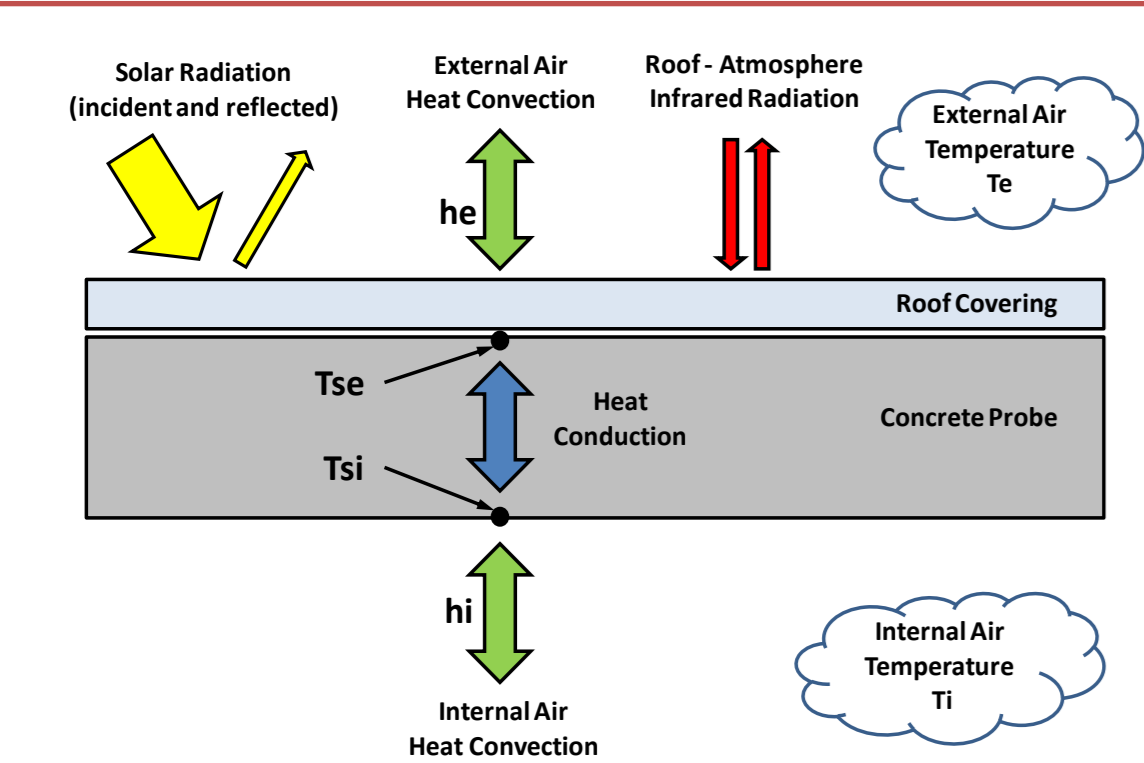 Solar Radiation
(incident and reflected)
External Air
Heat Convection
Roof - Atmosphere
Infrared Radiation
External Air
Temperature
Te
he
Roof Covering
Tse
Heat
Conduction
Concrete Probe
Tsi
hi
Internal Air
Temperature
Ti
Internal Air
Heat Convection